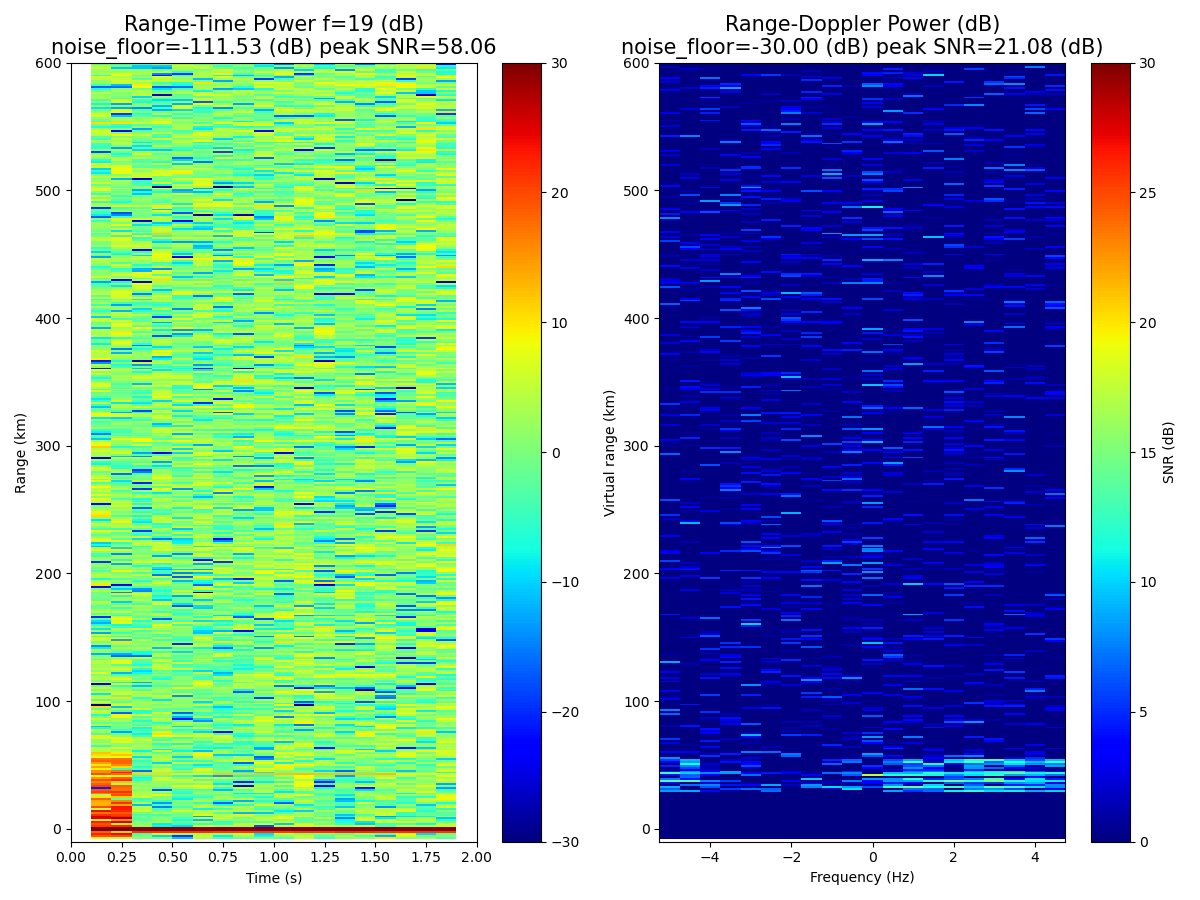 Range-Time Power f=19 (dB)
noise_floor=-111.53 (dB) peak SNR=58.06
600
500
400
300
200
100
0
Range (km)
0.00 0.25 0.50 0.75 1.00 1.25 1.50 1.75 2.00
Time (s)
30
20
10
0
−10
−20
−30
Range-Doppler Power (dB)
noise_floor=-30.00 (dB) peak SNR=21.08 (dB)
600
500
400
300
200
100
0
Virtual range (km)
−4 −2 0 2 4
Frequency (Hz)
30
25
20
15
10
5
0
SNR (dB)